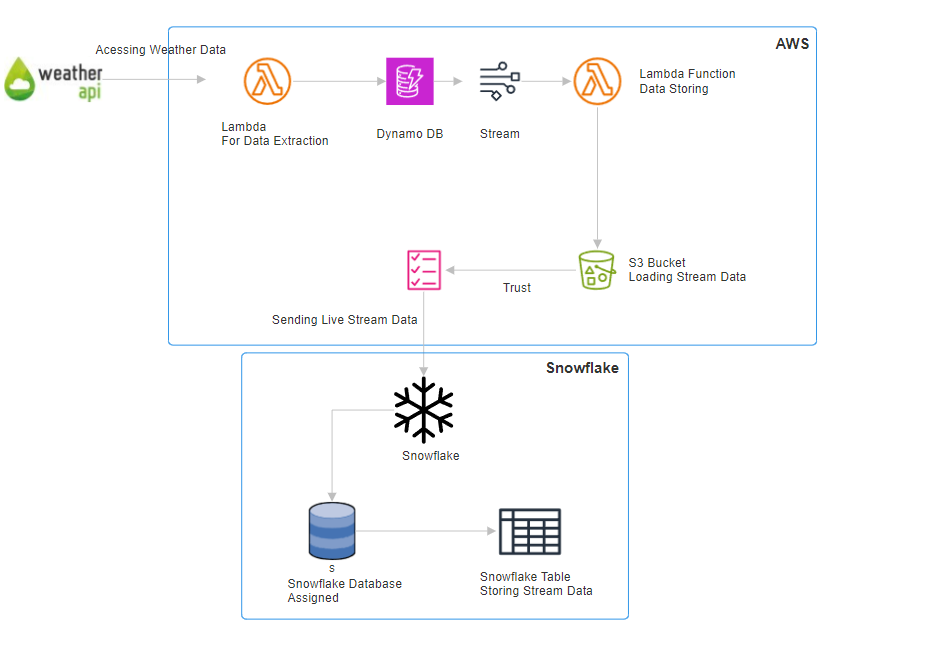 AWS
Acessing Weather Data
weather
api
Lambda
For Data Extraction
Dynamo DB
Stream
Lambda Function
Data Storing
S3 Bucket
Loading Stream Data
Trust
Sending Live Stream Data
Snowflake
Snowflake
S
Snowflake Database
Assigned
Snowflake Table
Storing Stream Data